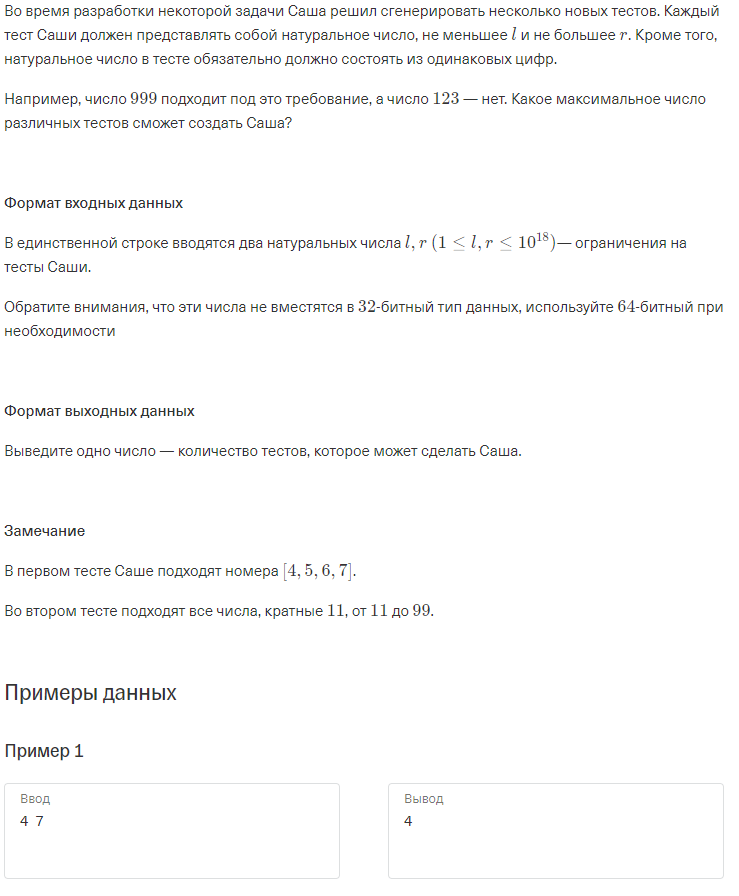 Во время разработки некоторой задачи Саша решил сгенерировать несколько новых тестов. Каждый
тест Саши должен представлять собой натуральное число, не меньшее l и не большее r. Кроме того,
натуральное число в тесте обязательно должно состоять из одинаковых цифр.
Например, число 999 подходит под это требование, а число 123 — нет. Какое максимальное число
различных тестов сможет создать Саша?
Формат входных данных
В единственной строке вводятся два натуральных числа l, r (1 ≤ l, r ≤ 10^18)— ограничения на
тесты Саши.
Обратите внимания, что эти числа не вместятся в 32-битный тип данных, используйте 64-битный при
необходимости
Формат выходных данных
Выведите одно число — количество тестов, которое может сделать Саша.
Замечание
В первом тесте Саше подходят номера [4, 5, 6, 7].
Во втором тесте подходят все числа, кратные 11, от 11 до 99.
Примеры данных
Пример 1
Ввод
4 7
Вывод
4